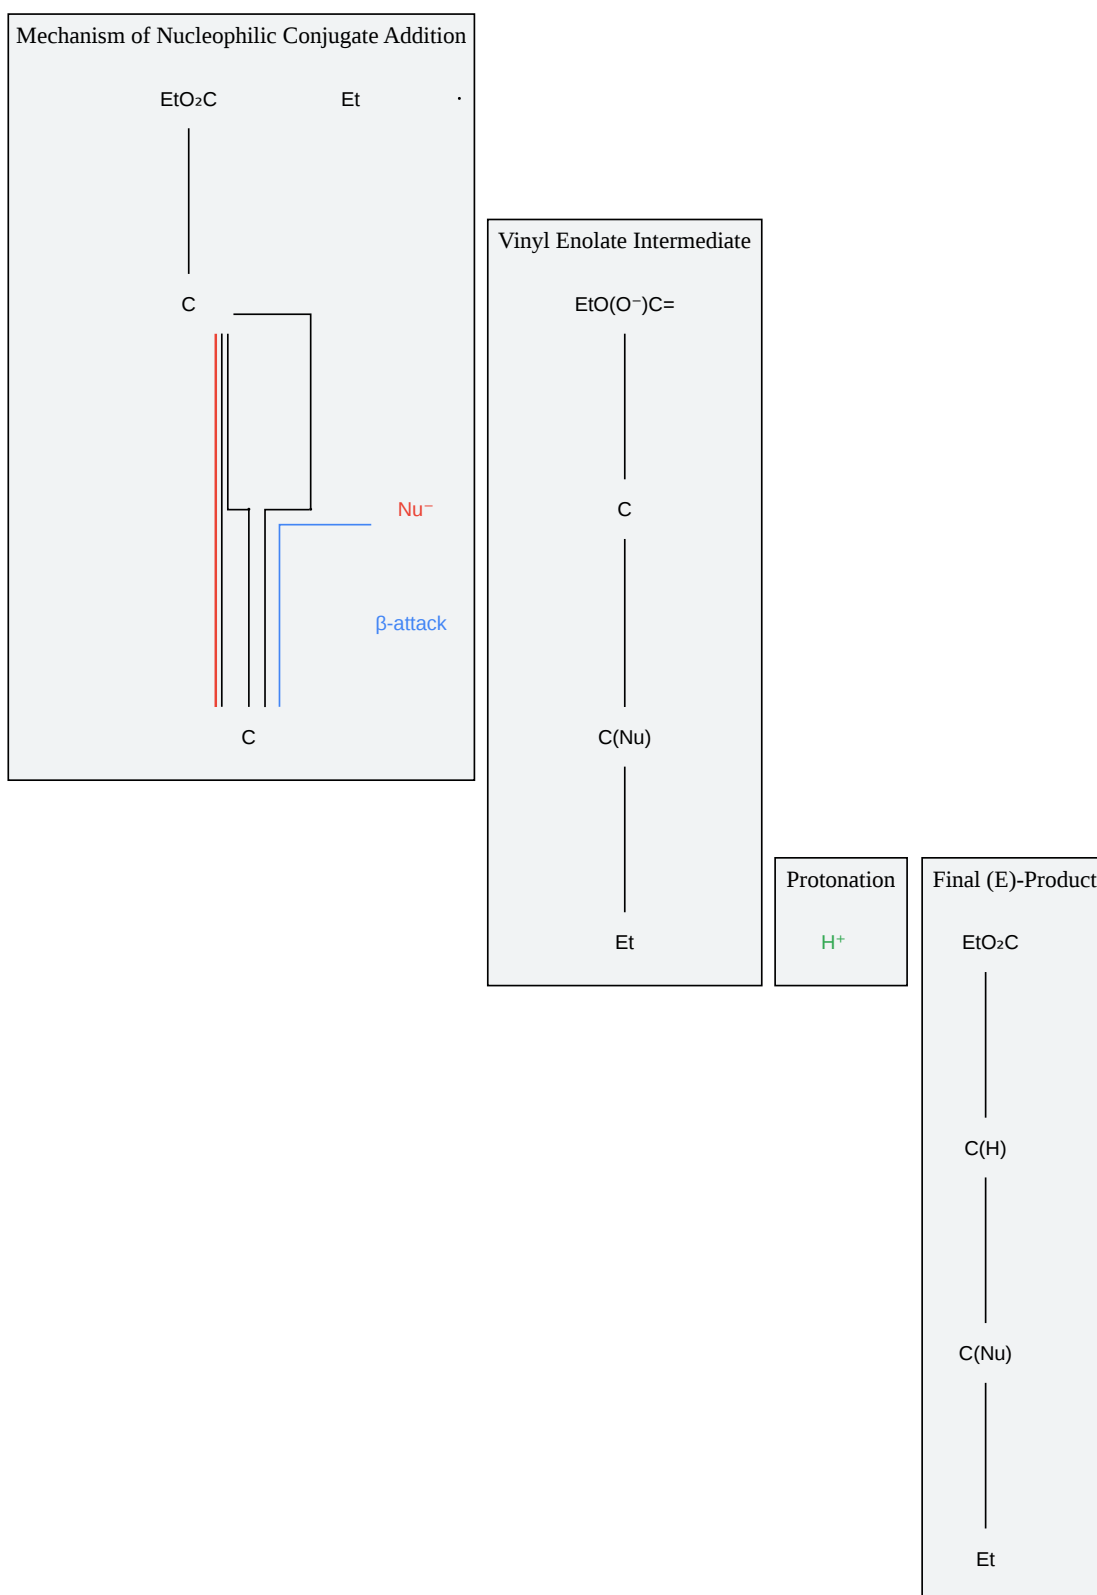 Mechanism of Nucleophilic Conjugate Addition
EtO₂C
Et
.
C
Nu⁻
β-attack
C
Vinyl Enolate Intermediate
EtO(O⁻)C=
C
C(Nu)
Et
Protonation
H⁺
Final (E)-Product
EtO₂C
C(H)
C(Nu)
Et